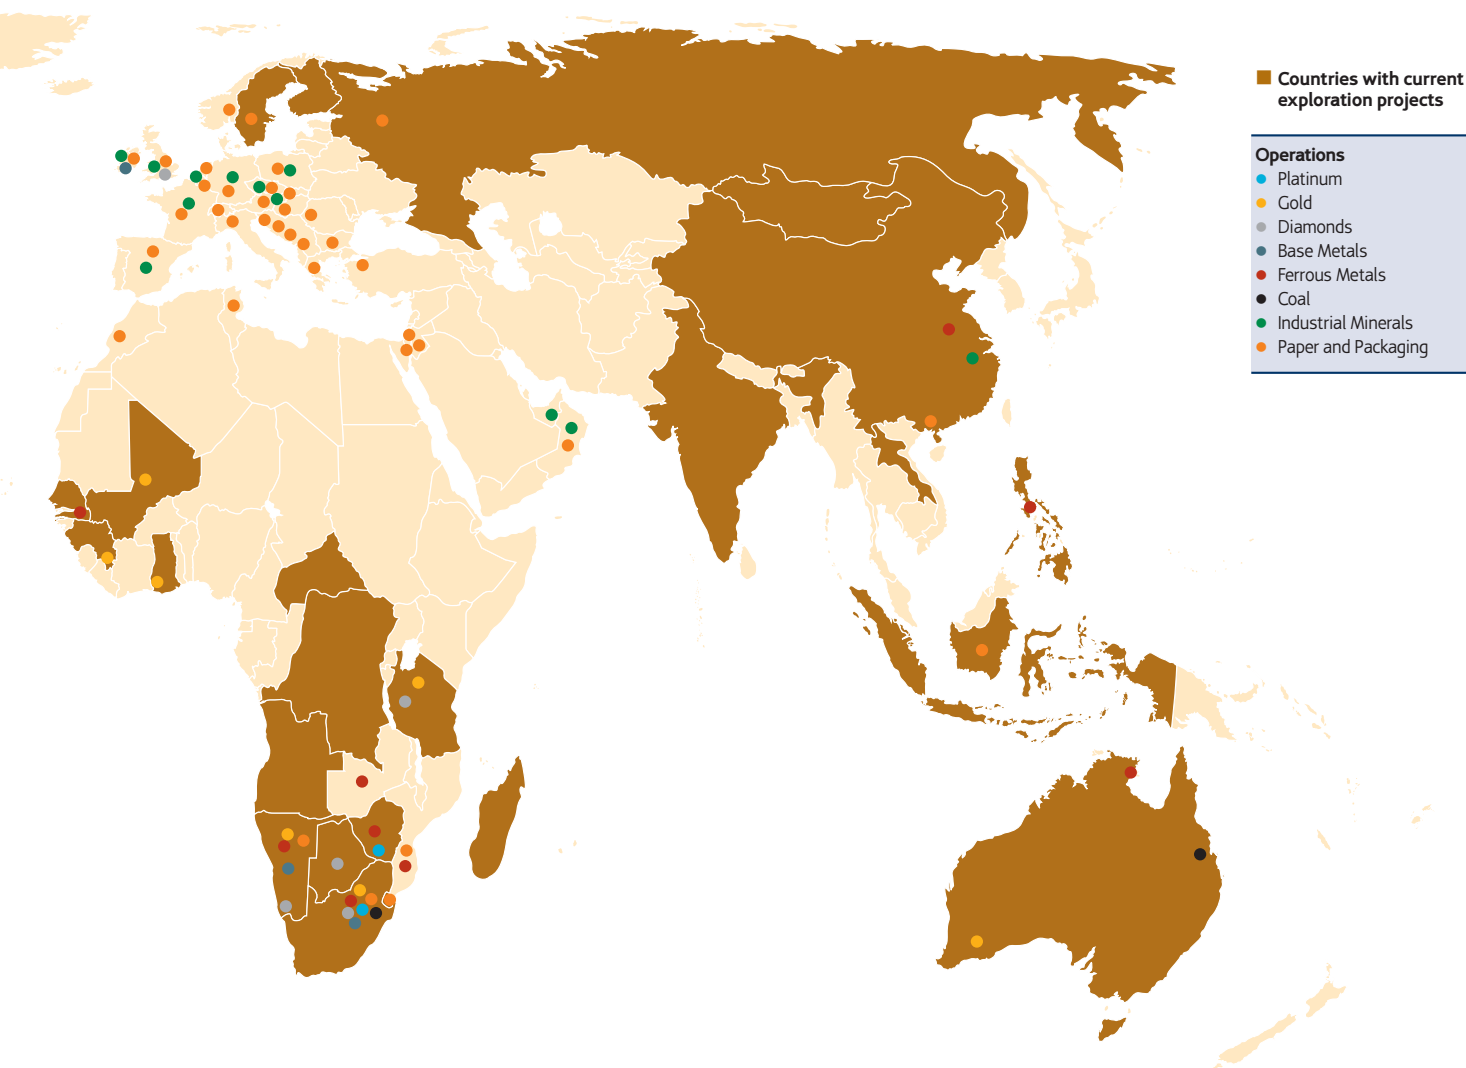 Countries with current
exploration projects
Operations
Platinum
Gold
Diamonds
Base Metals
Ferrous Metals
Coal
Industrial Minerals
Paper and Packaging